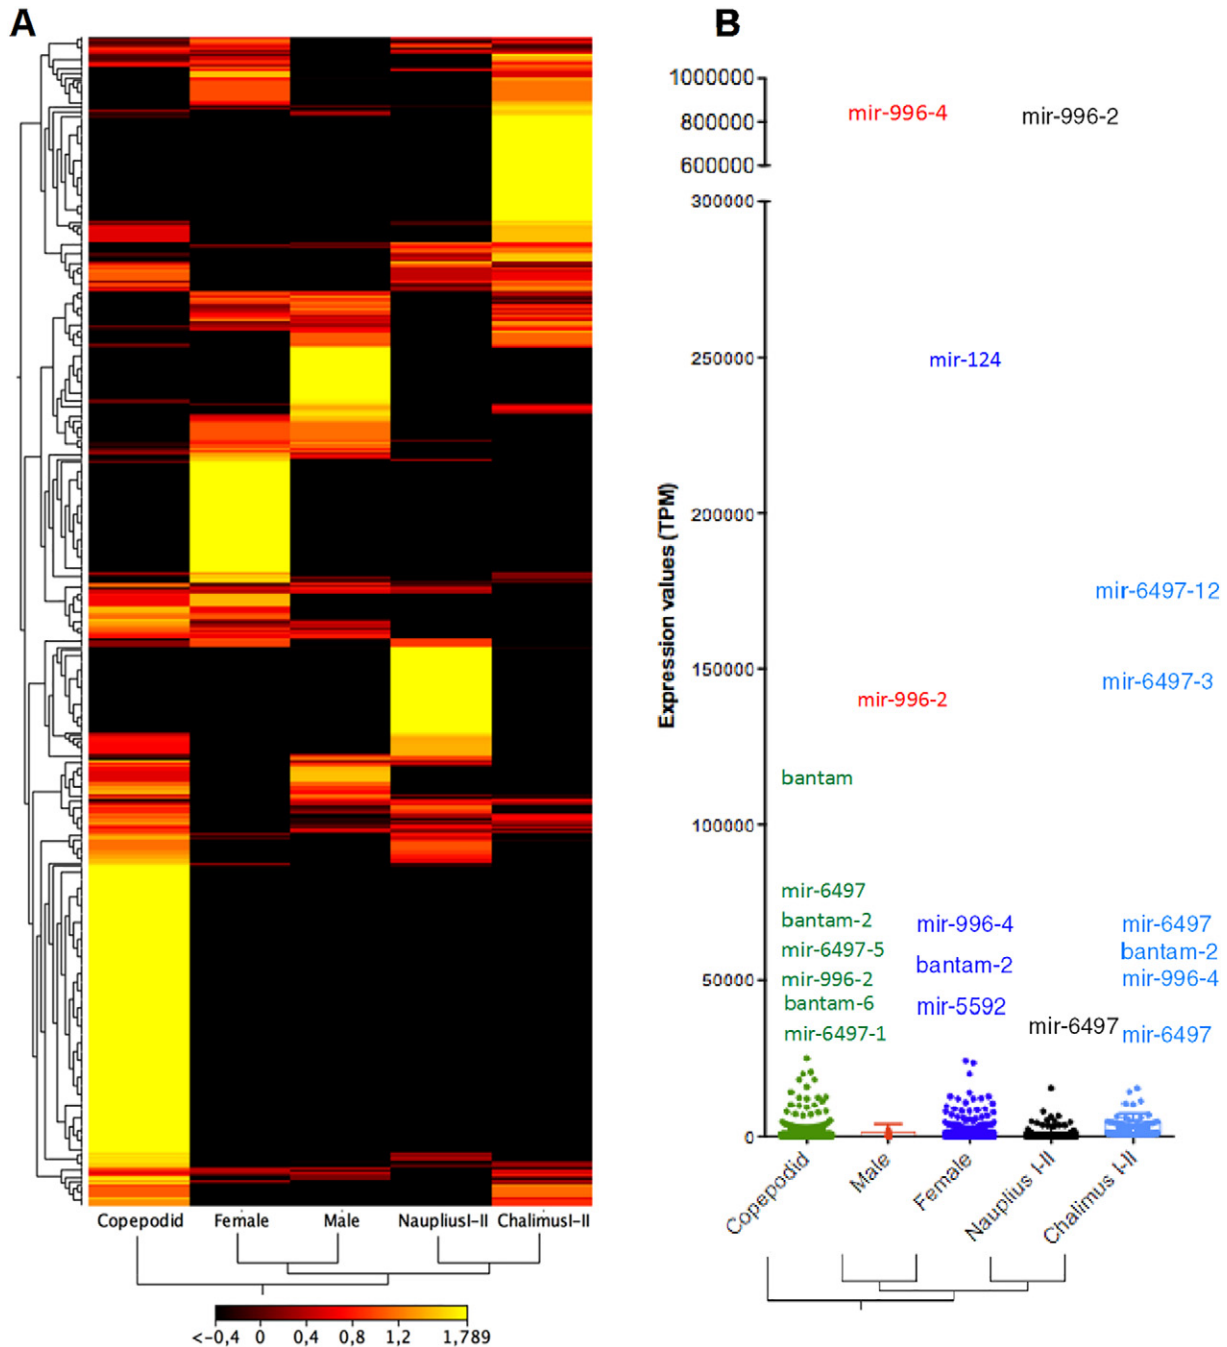 A
Copepodid Female Male NaupliusI-II ChalimusI-II
<-0,4 0 0,4 0,8 1,2 1,789
B
Expression values (TPM)
1000000
800000
600000
300000
250000
200000
150000
100000
50000
0
mir-996-4 mir-996-2
mir-124
mir-6497-12
mir-6497-3
mir-996-2
bantam
mir-6497
bantam-2 mir-996-4 mir-6497
mir-6497-5 bantam-2 bantam-2
mir-996-2 mir-996-4
bantam-6 mir-5592
mir-6497-1 mir-6497 mir-6497
Copepodid Male Female Nauplius I-II Chalimus I-II